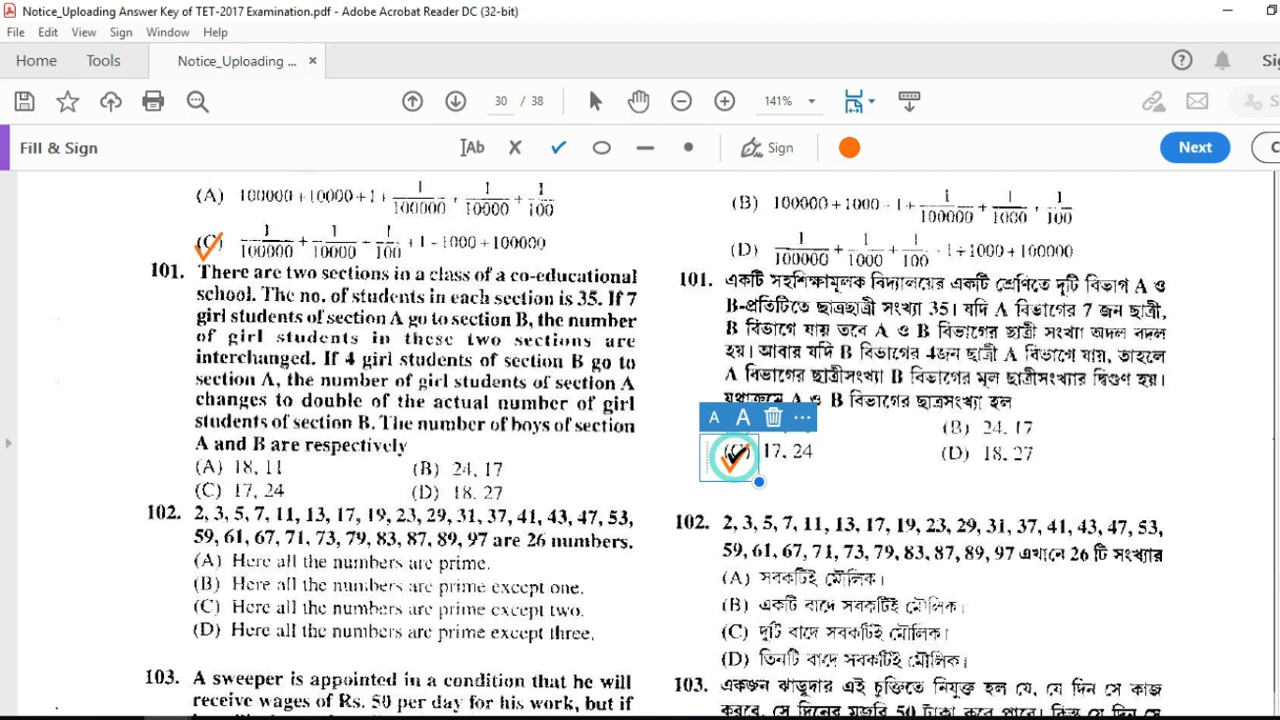 Notice_Uploading Answer Key of TET-2017 Examination.pdf - Adobe Acrobat Reader DC (32-bit)
File Edit View Sign Window Help
Home Tools Notice_Uploading ...
30 / 38 141%
Fill & Sign
Ab Sign Next
(A) 100000+10000+1+ 1/100000 + 1/10000 + 1/100
(C) 1/100000 + 1/10000 + 1/100 +1+1000+100000
101. There are two sections in a class of a co-educational
school. The no. of students in each section is 35. If 7
girl students of section A go to section B, the number
of girl students in these two sections are
interchanged. If 4 girl students of section B go to
section A, the number of girl students of section A
changes to double of the actual number of girl
students of section B. The number of boys of section
A and B are respectively
(A) 18, 11 (B) 24, 17
(C) 17, 24 (D) 18, 27
102. 2, 3, 5, 7, 11, 13, 17, 19, 23, 29, 31, 37, 41, 43, 47, 53,
59, 61, 67, 71, 73, 79, 83, 87, 89, 97 are 26 numbers.
(A) Here all the numbers are prime.
(B) Here all the numbers are prime except one.
(C) Here all the numbers are prime except two.
(D) Here all the numbers are prime except three.
103. A sweeper is appointed in a condition that he will
receive wages of Rs. 50 per day for his work, but if
(B) 100000+1000+1+ 1/100000 + 1/1000 + 1/100
(D) 1/100000 + 1/1000 + 1/100 +1+1000+100000
101. একটি সহশিক্ষামূলক বিদ্যালয়ের একটি শ্রেণিতে দুটি বিভাগ A ও
B-প্রতিটিতে ছাত্রছাত্রী সংখ্যা 35। যদি A বিভাগের 7 জন ছাত্রী,
B বিভাগে যায় তবে A ও B বিভাগের ছাত্রী সংখ্যা অদল বদল
হয়। আবার যদি B বিভাগের 4জন ছাত্রী A বিভাগে যায়, তাহলে
A বিভাগের ছাত্রীসংখ্যা B বিভাগের মূল ছাত্রীসংখ্যার দ্বিগুণ হয়।
যথাক্রমে A ও B বিভাগের ছাত্রসংখ্যা হল
(B) 24, 17
(C) 17, 24 (D) 18, 27
102. 2, 3, 5, 7, 11, 13, 17, 19, 23, 29, 31, 37, 41, 43, 47, 53,
59, 61, 67, 71, 73, 79, 83, 87, 89, 97 এখানে 26 টি সংখ্যার
(A) সবকটিই মৌলিক।
(B) একটি বাদে সবকটিই মৌলিক।
(C) দুটি বাদে সবকটিই মৌলিক।
(D) তিনটি বাদে সবকটিই মৌলিক।
103. একজন ঝাড়ুদার এই চুক্তিতে নিযুক্ত হল যে, যে দিন সে কাজ
করবে, সে দিনের মজুরি 50 টাকা করে পাবে। কিন্তু যে দিন সে